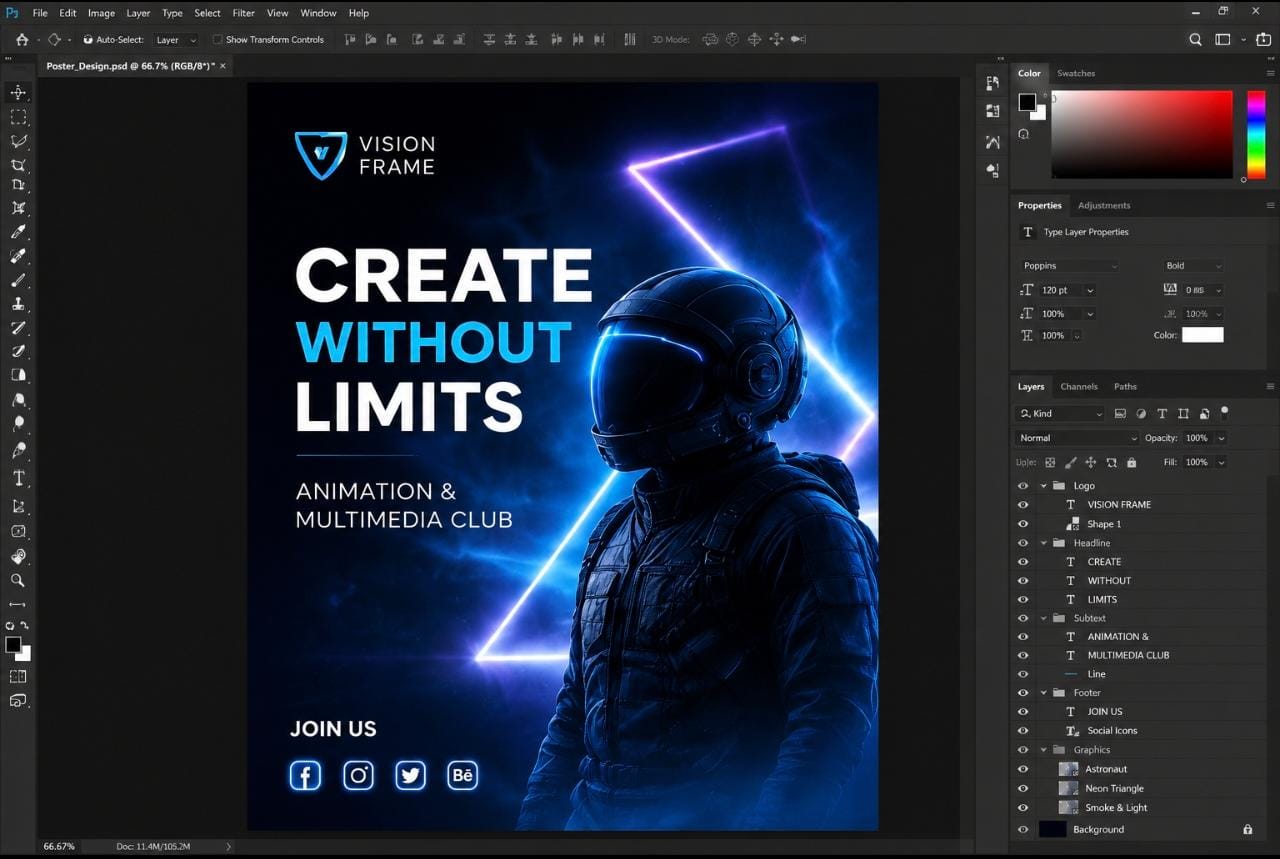 File Edit Image Layer Type Select Filter View Window Help
Auto-Select: Layer Show Transform Controls 3D Mode:
Poster_Design.psd @ 66.7% (RGB/8*)* ×
VISION
FRAME
CREATE
WITHOUT
LIMITS
ANIMATION &
MULTIMEDIA CLUB
JOIN US
Bē
66.67% Doc: 11.4M/105.2M
Color Swatches
Properties Adjustments
T Type Layer Properties
Poppins Bold
120 pt
100% 100%
100% Color:
Layers Channels Paths
Kind
Normal Opacity: 100%
Fill: 100%
Logo
T VISION FRAME
Shape 1
Headline
T CREATE
T WITHOUT
T LIMITS
Subtext
T ANIMATION &
T MULTIMEDIA CLUB
Line
Footer
T JOIN US
Social Icons
Graphics
Astronaut
Neon Triangle
Smoke & Light
Background